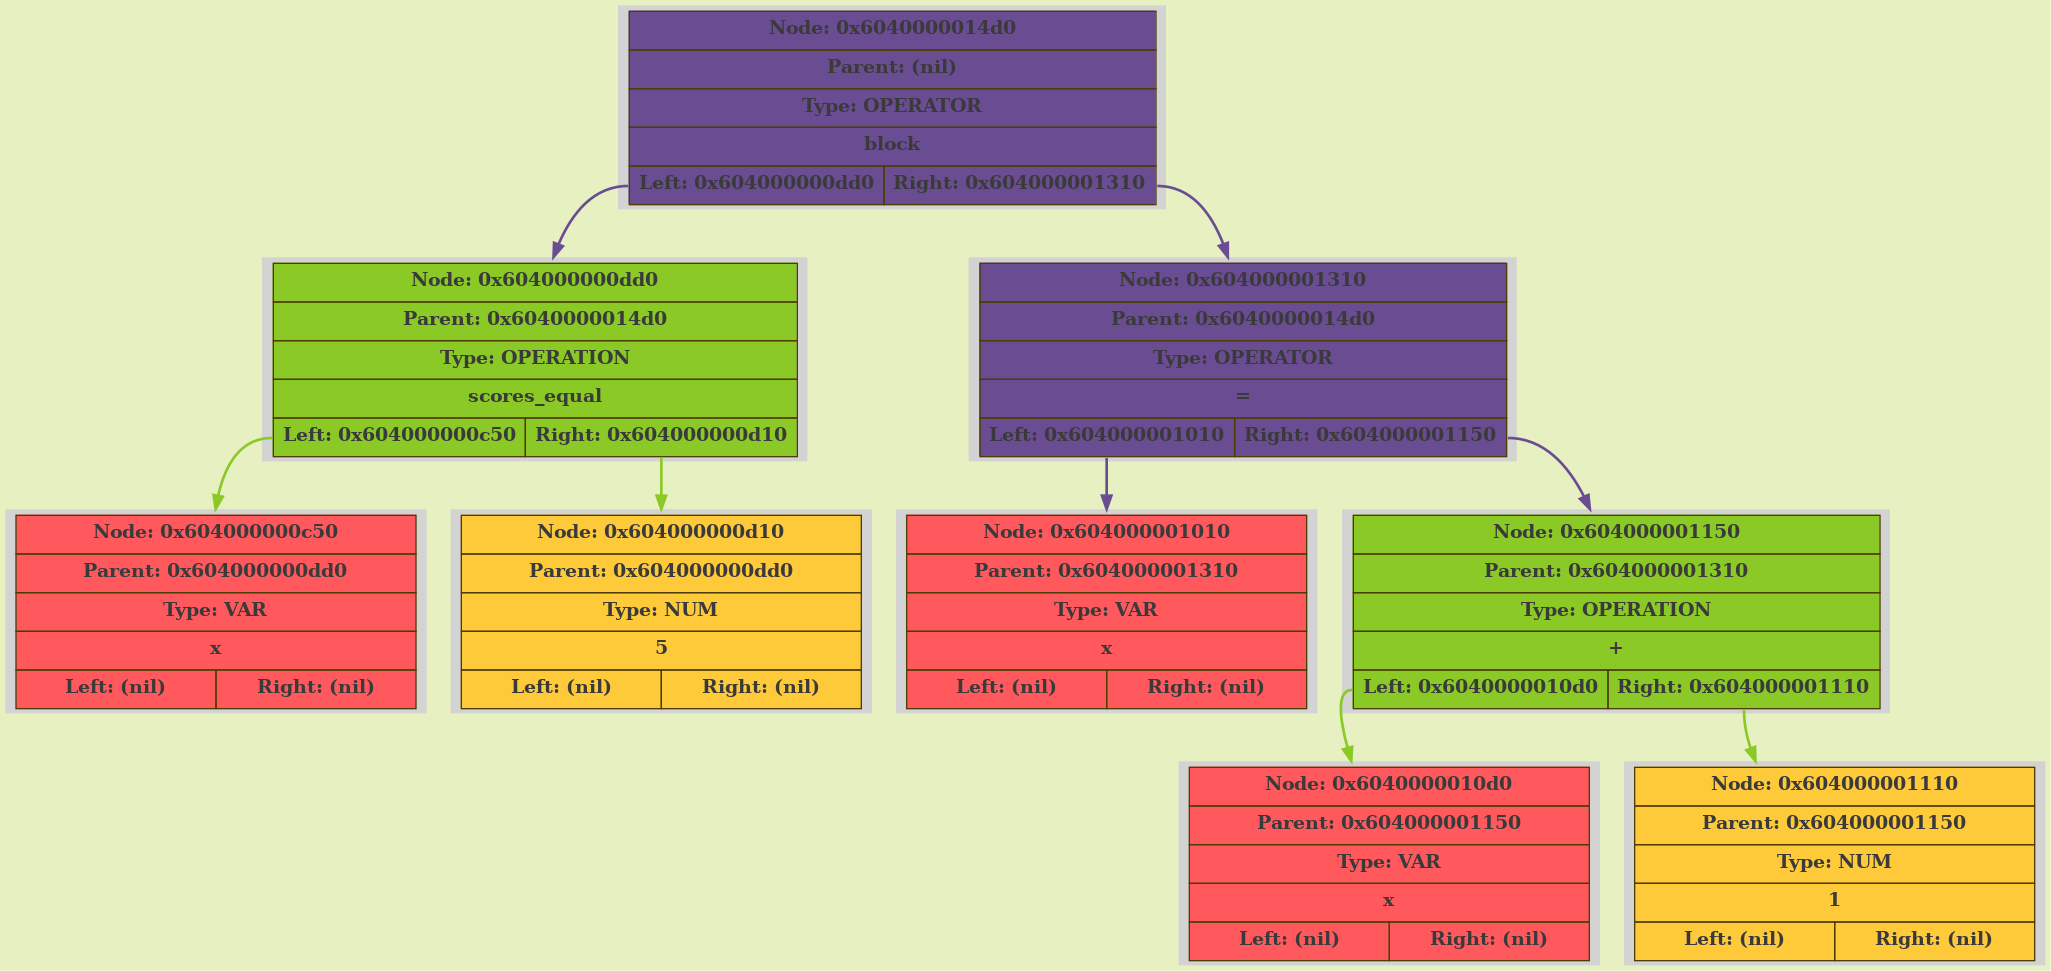 Node: 0x6040000014d0
Parent: (nil)
Type: OPERATOR
block
Left: 0x604000000dd0 Right: 0x604000001310
Node: 0x604000000dd0
Parent: 0x6040000014d0
Type: OPERATION
scores_equal
Left: 0x604000000c50 Right: 0x604000000d10
Node: 0x604000001310
Parent: 0x6040000014d0
Type: OPERATOR
=
Left: 0x604000001010 Right: 0x604000001150
Node: 0x604000000c50
Parent: 0x604000000dd0
Type: VAR
x
Left: (nil) Right: (nil)
Node: 0x604000000d10
Parent: 0x604000000dd0
Type: NUM
5
Left: (nil) Right: (nil)
Node: 0x604000001010
Parent: 0x604000001310
Type: VAR
x
Left: (nil) Right: (nil)
Node: 0x604000001150
Parent: 0x604000001310
Type: OPERATION
+
Left: 0x6040000010d0 Right: 0x604000001110
Node: 0x6040000010d0
Parent: 0x604000001150
Type: VAR
x
Left: (nil) Right: (nil)
Node: 0x604000001110
Parent: 0x604000001150
Type: NUM
1
Left: (nil) Right: (nil)